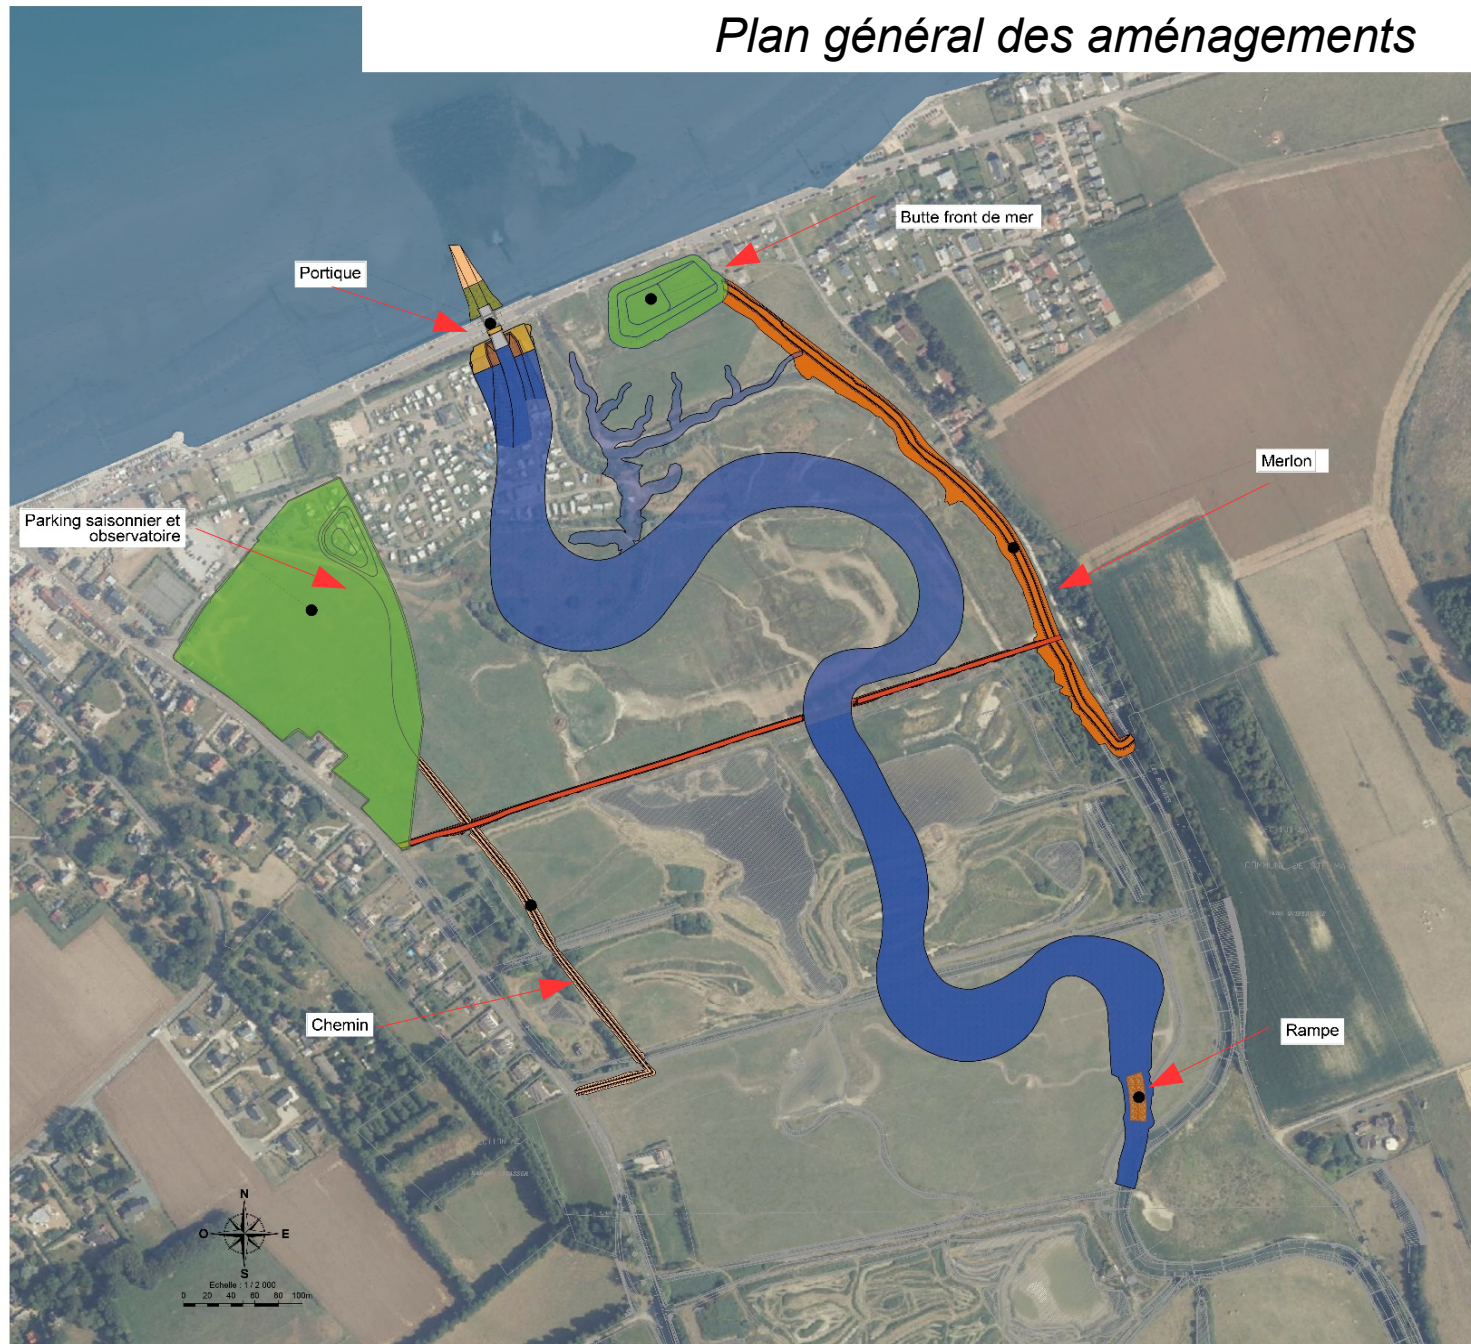 Plan général des aménagements
Butte front de mer
Portique
Merlon
Parking saisonnier et
observatoire
Chemin
Rampe
N
O
E
S
Echelle : 1 / 2 000
0 20 40 60 80 100m